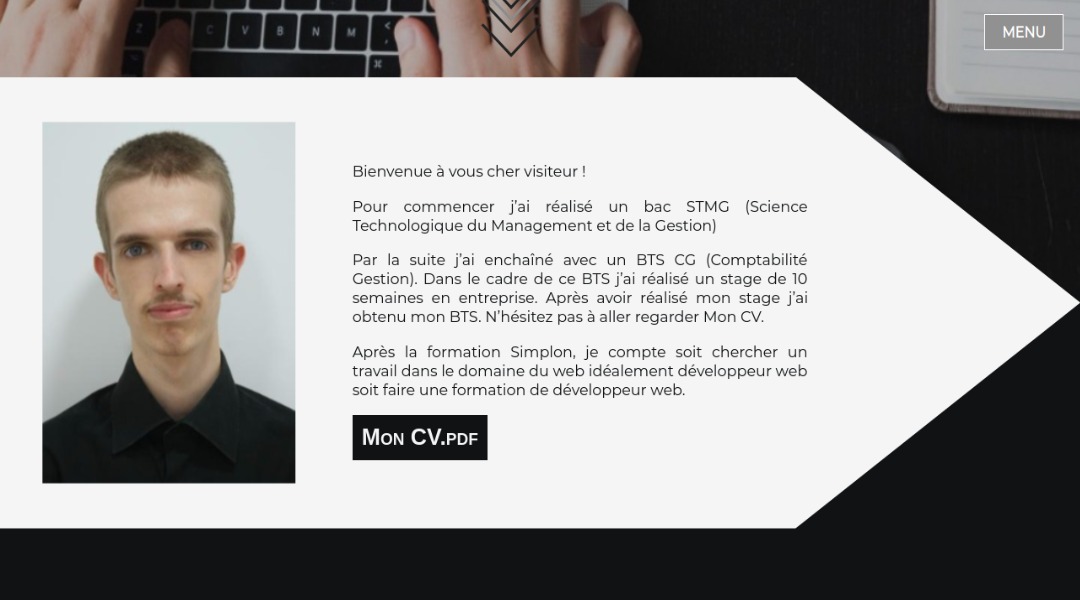 Z X C V B N M < ,
⌘
MENU
Bienvenue à vous cher visiteur !
Pour commencer j’ai réalisé un bac STMG (Science
Technologique du Management et de la Gestion)
Par la suite j’ai enchaîné avec un BTS CG (Comptabilité
Gestion). Dans le cadre de ce BTS j’ai réalisé un stage de 10
semaines en entreprise. Après avoir réalisé mon stage j’ai
obtenu mon BTS. N’hésitez pas à aller regarder Mon CV.
Après la formation Simplon, je compte soit chercher un
travail dans le domaine du web idéalement développeur web
soit faire une formation de développeur web.
Mon CV.pdf